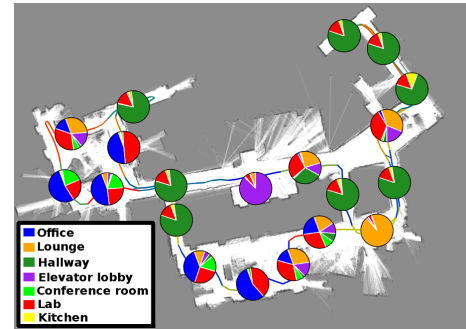 Office
Lounge
Hallway
Elevator lobby
Conference room
Lab
Kitchen